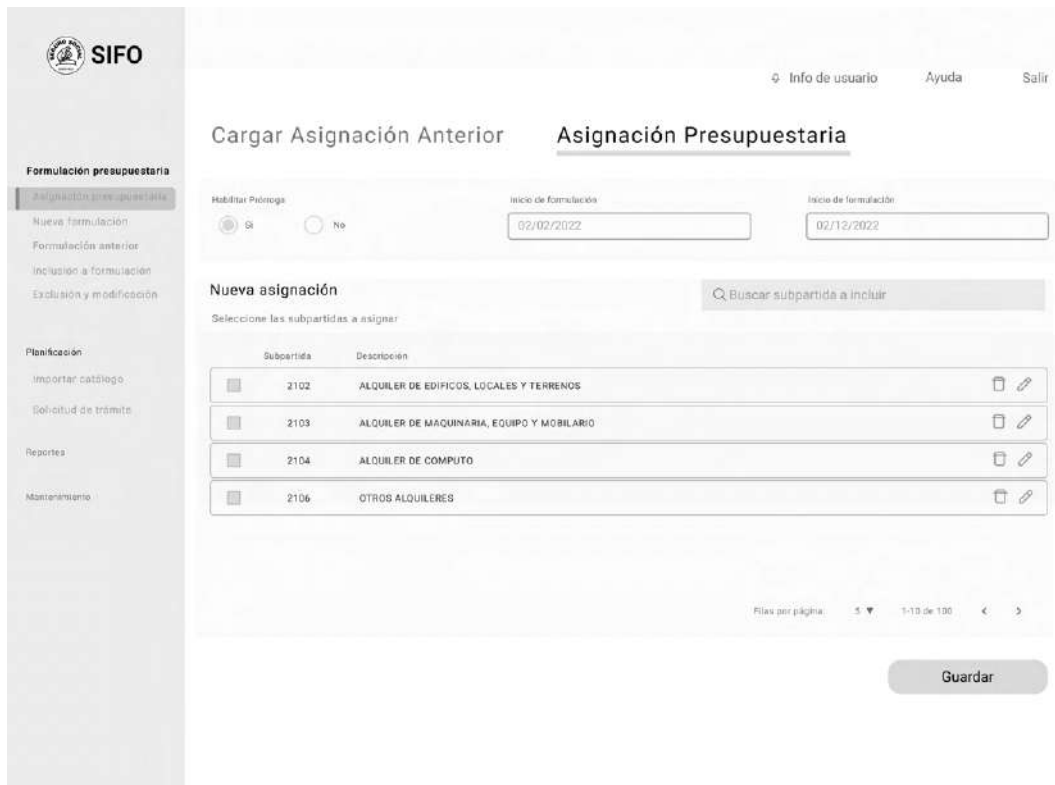 SEGURO SOCIAL
SIFO
Info de usuario Ayuda Salir
Cargar Asignación Anterior Asignación Presupuestaria
Formulación presupuestaria
Asignación presupuestaria
Nueva formulación
Formulación anterior
Inclusión a formulación
Exclusión y modificación
Planificación
Importar catálogo
Solicitud de trámite
Reportes
Mantenimiento
Habilitar Prórroga Inicio de formulación Inicio de formulación
Si No 02/02/2022 02/12/2022
Nueva asignación Buscar subpartida a incluir
Seleccione las subpartidas a asignar
Subpartida Descripción
2102 ALQUILER DE EDIFICOS, LOCALES Y TERRENOS
2103 ALQUILER DE MAQUINARIA, EQUIPO Y MOBILARIO
2104 ALQUILER DE COMPUTO
2106 OTROS ALQUILERES
Filas por página: 5 ▼ 1-10 de 100 < >
Guardar